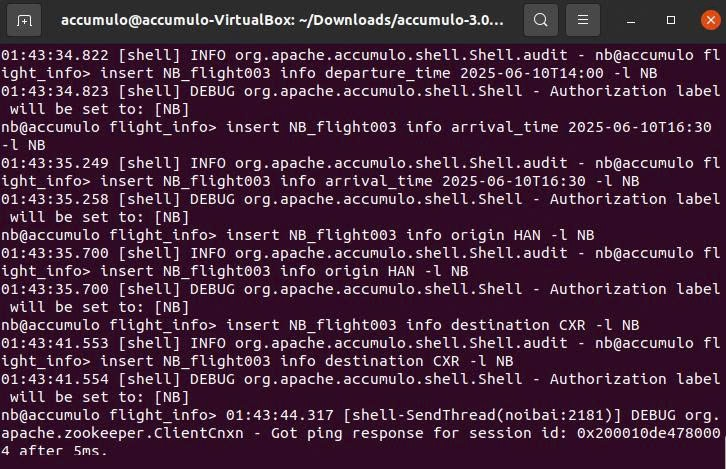 accumulo@accumulo-VirtualBox: ~/Downloads/accumulo-3.0...
01:43:34.822 [shell] INFO org.apache.accumulo.shell.Shell.audit - nb@accumulo fl
ight_info> insert NB_flight003 info departure_time 2025-06-10T14:00 -l NB
01:43:34.823 [shell] DEBUG org.apache.accumulo.shell.Shell - Authorization label
 will be set to: [NB]
nb@accumulo flight_info> insert NB_flight003 info arrival_time 2025-06-10T16:30
-l NB
01:43:35.249 [shell] INFO org.apache.accumulo.shell.Shell.audit - nb@accumulo fl
ight_info> insert NB_flight003 info arrival_time 2025-06-10T16:30 -l NB
01:43:35.258 [shell] DEBUG org.apache.accumulo.shell.Shell - Authorization label
 will be set to: [NB]
nb@accumulo flight_info> insert NB_flight003 info origin HAN -l NB
01:43:35.700 [shell] INFO org.apache.accumulo.shell.Shell.audit - nb@accumulo fl
ight_info> insert NB_flight003 info origin HAN -l NB
01:43:35.700 [shell] DEBUG org.apache.accumulo.shell.Shell - Authorization label
 will be set to: [NB]
nb@accumulo flight_info> insert NB_flight003 info destination CXR -l NB
01:43:41.553 [shell] INFO org.apache.accumulo.shell.Shell.audit - nb@accumulo fl
ight_info> insert NB_flight003 info destination CXR -l NB
01:43:41.554 [shell] DEBUG org.apache.accumulo.shell.Shell - Authorization label
 will be set to: [NB]
nb@accumulo flight_info> 01:43:44.317 [shell-SendThread(noibai:2181)] DEBUG org.
apache.zookeeper.ClientCnxn - Got ping response for session id: 0x200010de478000
4 after 5ms.